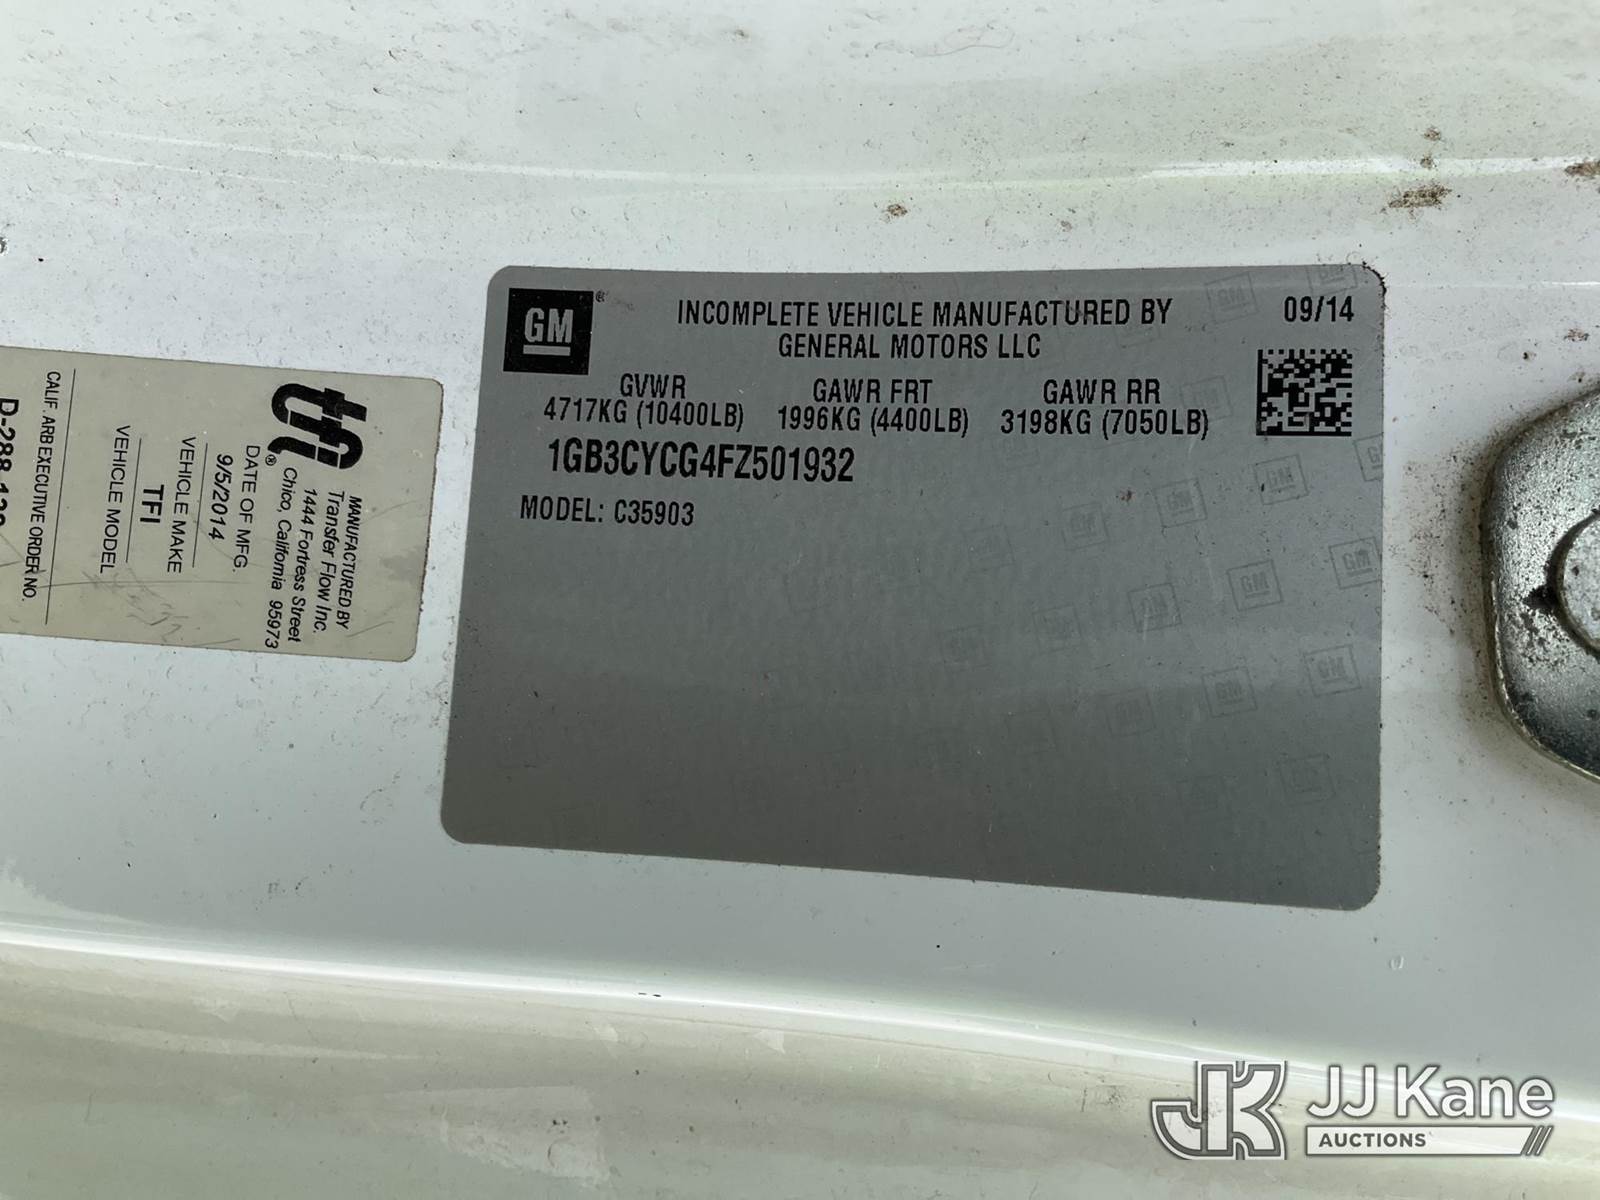 GM
INCOMPLETE VEHICLE MANUFACTURED BY
GENERAL MOTORS LLC
09/14
GVWR
4717KG (10400LB)
GAWR FRT
1996KG (4400LB)
GAWR RR
3198KG (7050LB)
1GB3CYCG4FZ501932
MODEL: C35903
tfi
MANUFACTURED BY
Transfer Flow Inc.
1444 Fortress Street
Chico, California 95973
DATE OF MFG.
9/5/2014
VEHICLE MAKE
TFI
VEHICLE MODEL
CALIF. ARB EXECUTIVE ORDER NO.
JK JJ Kane
AUCTIONS